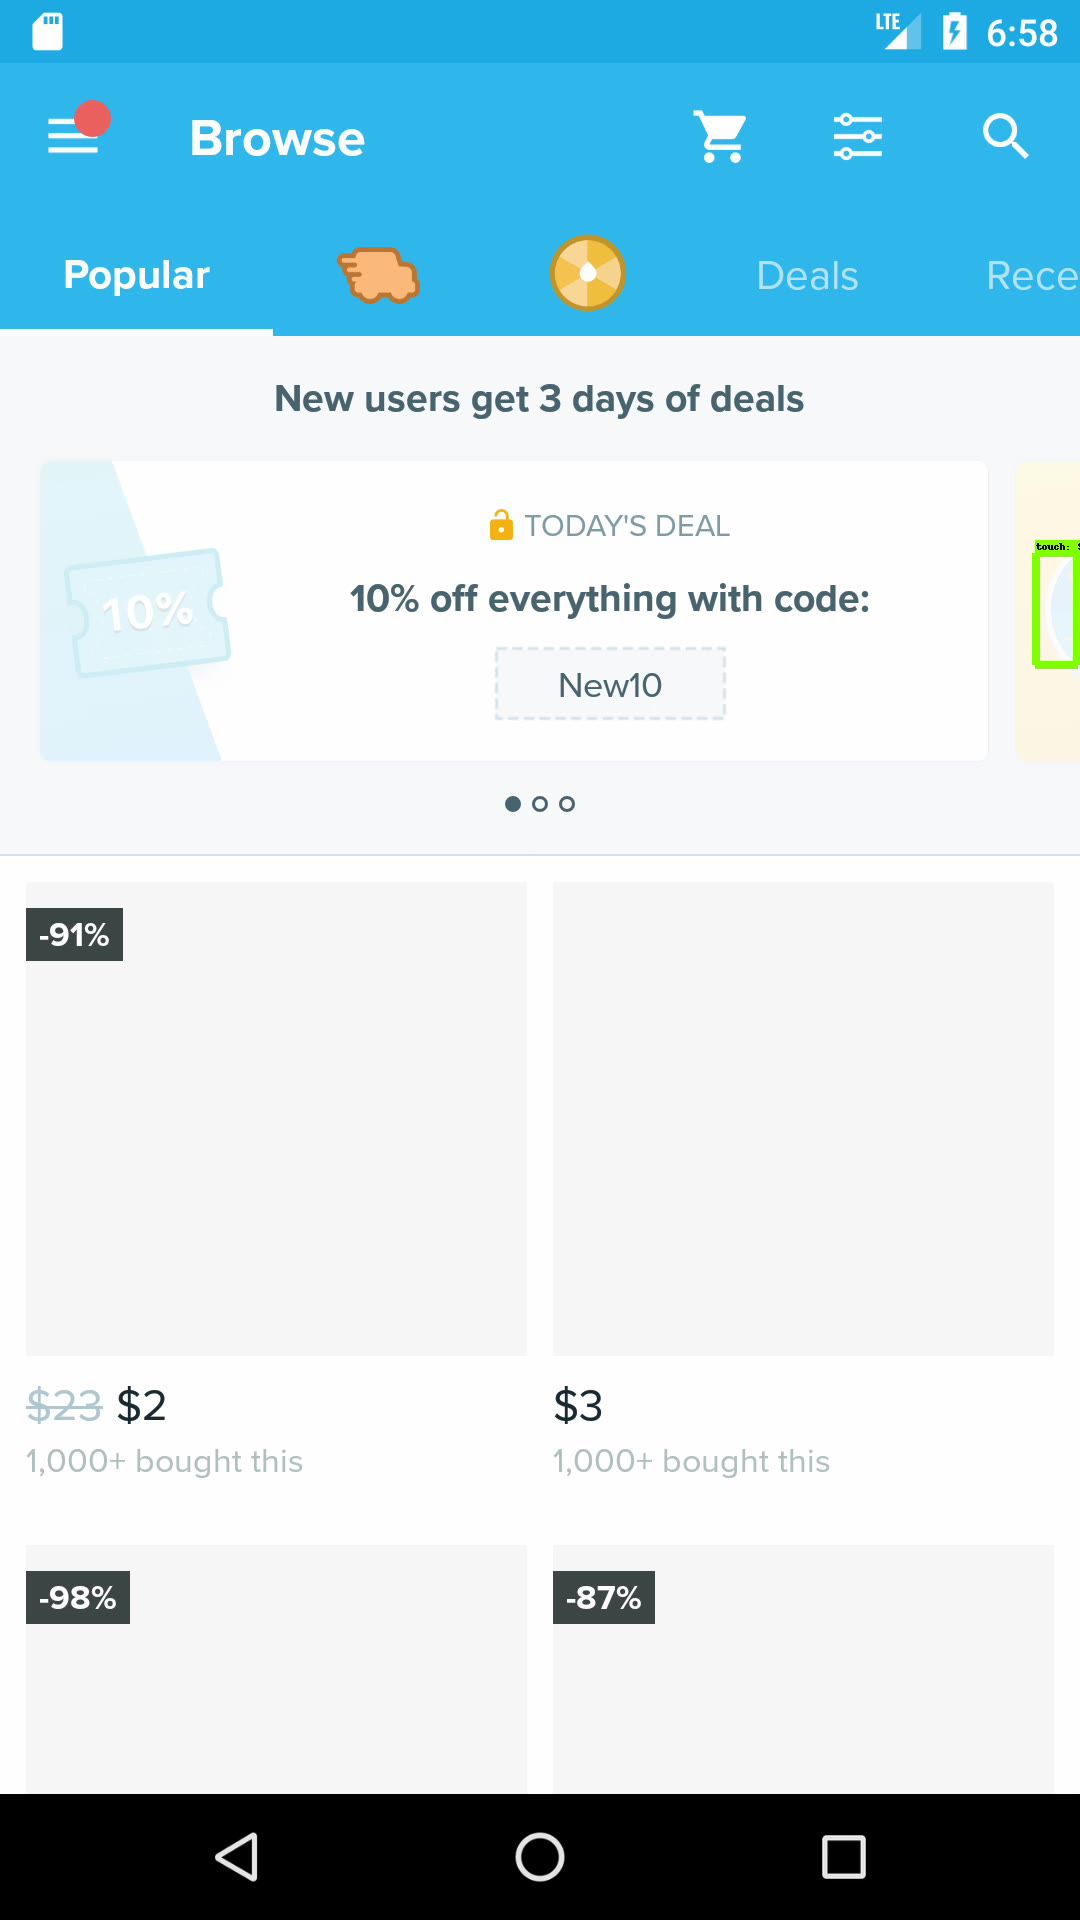 LTE 6:58
Browse
Popular Deals Rece
New users get 3 days of deals
TODAY'S DEAL
10%
10% off everything with code:
New10
touch:
-91%
$23 $2
$3
1,000+ bought this
1,000+ bought this
-98%
-87%